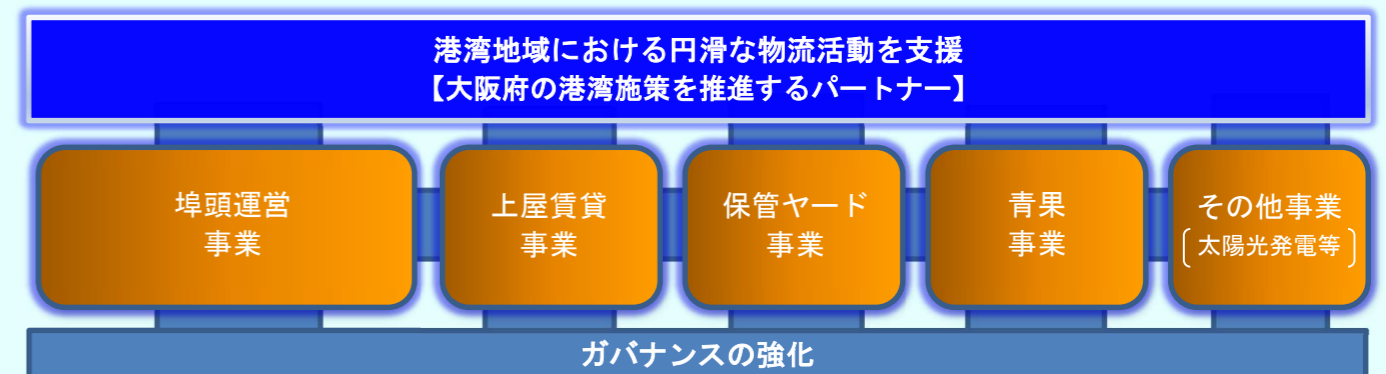 港湾地域における円滑な物流活動を支援
【大阪府の港湾施策を推進するパートナー】
埠頭運営
事業
上屋賃貸
事業
保管ヤード
事業
青果
事業
その他事業
(太陽光発電等)
ガバナンスの強化